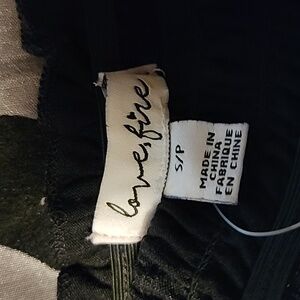 love, fire
S/P
MADE IN
CHINA
FABRIQUE
EN CHINE